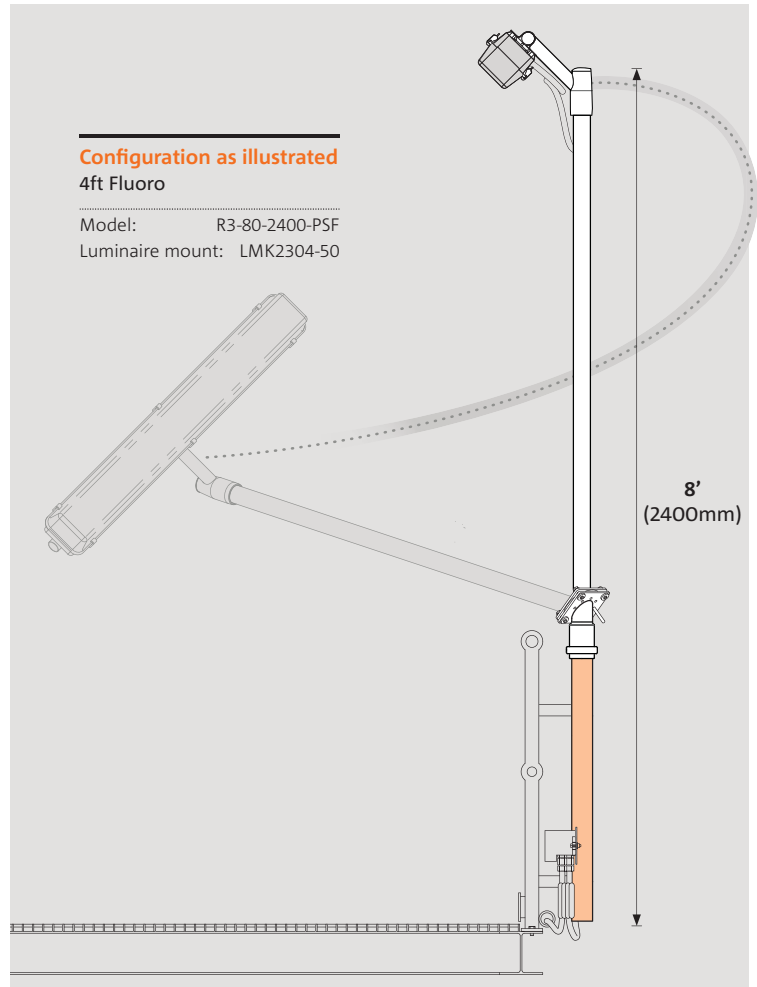 Configuration as illustrated
4ft Fluoro
Model: R3-80-2400-PSF
Luminaire mount: LMK2304-50
8’
(2400mm)